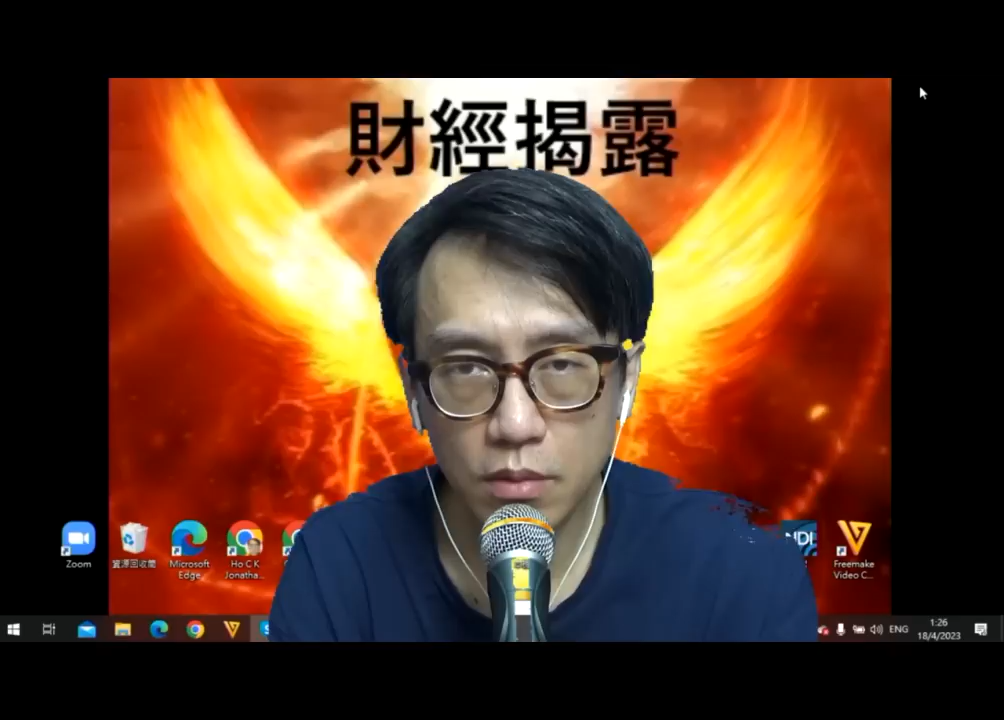 財經揭露
Zoom
資源回收筒
Microsoft
Edge
Ho C K
Jonatha...
NDI
Freemake
Video C...
ENG
1:26
18/4/2023